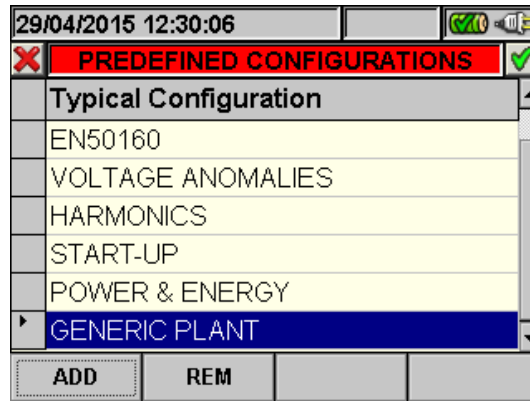 29/04/2015 12:30:06
PREDEFINED CONFIGURATIONS
Typical Configuration
EN50160
VOLTAGE ANOMALIES
HARMONICS
START-UP
POWER & ENERGY
GENERIC PLANT
ADD REM